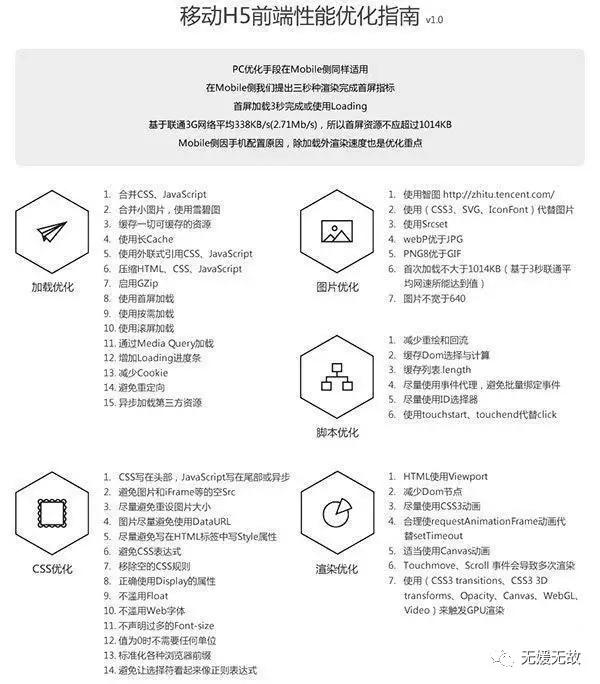 移动H5前端性能优化指南 v1.0
PC优化手段在Mobile侧同样适用
在Mobile侧我们提出三秒种渲染完成首屏指标
首屏加载3秒完成或使用Loading
基于联通3G网络平均338KB/s(2.71Mb/s)，所以首屏资源不应超过1014KB
Mobile侧因手机配置原因，除加载外渲染速度也是优化重点
加载优化
1. 合并CSS、JavaScript
2. 合并小图片，使用雪碧图
3. 缓存一切可缓存的资源
4. 使用长Cache
5. 使用外联式引用CSS、JavaScript
6. 压缩HTML、CSS、JavaScript
7. 启用GZip
8. 使用首屏加载
9. 使用按需加载
10. 使用滚屏加载
11. 通过Media Query加载
12. 增加Loading进度条
13. 减少Cookie
14. 避免重定向
15. 异步加载第三方资源
图片优化
1. 使用智图 http://zhitu.tencent.com/
2. 使用（CSS3、SVG、IconFont）代替图片
3. 使用Srcset
4. webP优于JPG
5. PNG8优于GIF
6. 首次加载不大于1014KB（基于3秒联通平
均网速所能达到值）
7. 图片不宽于640
脚本优化
1. 减少重绘和回流
2. 缓存Dom选择与计算
3. 缓存列表.length
4. 尽量使用事件代理，避免批量绑定事件
5. 尽量使用ID选择器
6. 使用touchstart、touchend代替click
CSS优化
1. CSS写在头部，JavaScript写在尾部或异步
2. 避免图片和iFrame等的空Src
3. 尽量避免重设图片大小
4. 图片尽量避免使用DataURL
5. 尽量避免写在HTML标签中写Style属性
6. 避免CSS表达式
7. 移除空的CSS规则
8. 正确使用Display的属性
9. 不滥用Float
10. 不滥用Web字体
11. 不声明过多的Font-size
12. 值为0时不需要任何单位
13. 标准化各种浏览器前缀
14. 避免让选择符看起来像正则表达式
渲染优化
1. HTML使用Viewport
2. 减少Dom节点
3. 尽量使用CSS3动画
4. 合理使requestAnimationFrame动画代
替setTimeout
5. 适当使用Canvas动画
6. Touchmove、Scroll 事件会导致多次渲染
7. 使用（CSS3 transitions、CSS3 3D
transforms、Opacity、Canvas、WebGL、
Video）来触发GPU渲染
无媛无故